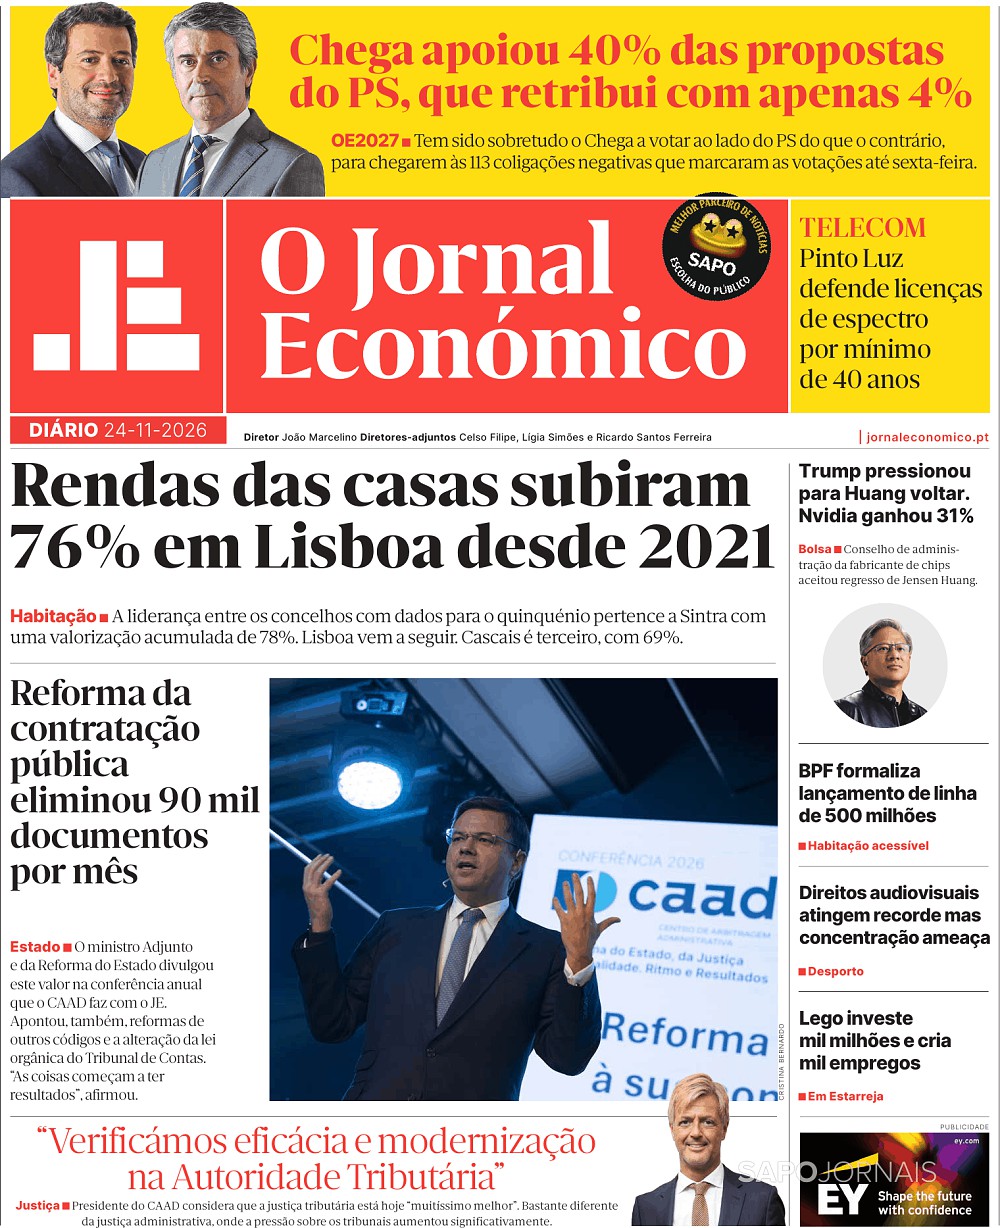 Chega apoiou 40% das propostas
do PS, que retribui com apenas 4%
OE2027 ■ Tem sido sobretudo o Chega a votar ao lado do PS do que o contrário,
para chegarem às 113 coligações negativas que marcaram as votações até sexta-feira.
JE
O Jornal
Económico
MELHOR PARCEIRO DE NOTÍCIAS
SAPO
ESCOLHA DO PÚBLICO
TELECOM
Pinto Luz
defende licenças
de espectro
por mínimo
de 40 anos
DIÁRIO 24-11-2026
Diretor João Marcelino Diretores-adjuntos Celso Filipe, Lígia Simões e Ricardo Santos Ferreira
| jornaleconomico.pt
Rendas das casas subiram
76% em Lisboa desde 2021
Habitação ■ A liderança entre os concelhos com dados para o quinquénio pertence a Sintra com
uma valorização acumulada de 78%. Lisboa vem a seguir. Cascais é terceiro, com 69%.
Reforma da
contratação
pública
eliminou 90 mil
documentos
por mês
Estado ■ O ministro Adjunto
e da Reforma do Estado divulgou
este valor na conferência anual
que o CAAD faz com o JE.
Apontou, também, reformas de
outros códigos e a alteração da lei
orgânica do Tribunal de Contas.
"As coisas começam a ter
resultados", afirmou.
CONFERÊNCIA 2026
caad
CENTRO DE ARBITRAGEM
ADMINISTRATIVA
ma do Estado, da Justiça
alidade. Ritmo e Resultados
Reforma
à su
on
CRISTINA BERNARDO
"Verificámos eficácia e modernização
na Autoridade Tributária"
Justiça ■ Presidente do CAAD considera que a justiça tributária está hoje "muitíssimo melhor". Bastante diferente
da justiça administrativa, onde a pressão sobre os tribunais aumentou significativamente.
Trump pressionou
para Huang voltar.
Nvidia ganhou 31%
Bolsa ■ Conselho de adminis-
tração da fabricante de chips
aceitou regresso de Jensen Huang.
BPF formaliza
lançamento de linha
de 500 milhões
■ Habitação acessível
Direitos audiovisuais
atingem recorde mas
concentração ameaça
■ Desporto
Lego investe
mil milhões e cria
mil empregos
■ Em Estarreja
PUBLICIDADE
ey.com
EY
Shape the future
with confidence
SAPOJORNAIS